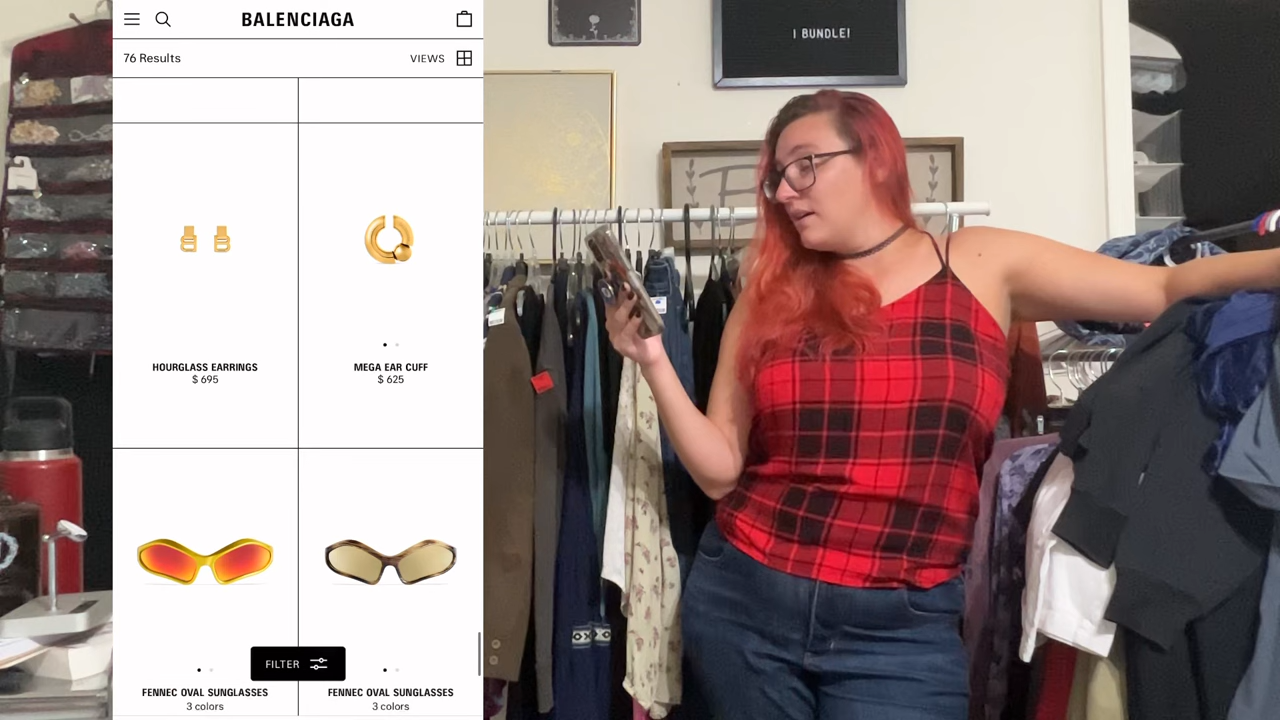 BALENCIAGA
76 Results
VIEWS
HOURGLASS EARRINGS
$ 695
MEGA EAR CUFF
$ 625
FILTER
FENNEC OVAL SUNGLASSES
3 colors
FENNEC OVAL SUNGLASSES
3 colors
I BUNDLE!